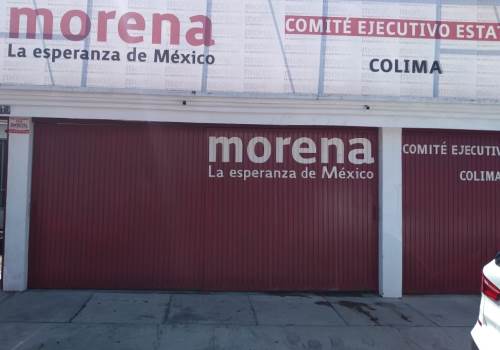 morena
La esperanza de México
COMITÉ EJECUTIVO ESTA
COLIMA
morena
La esperanza de México
COMITÉ EJECUTIV
COLIMA